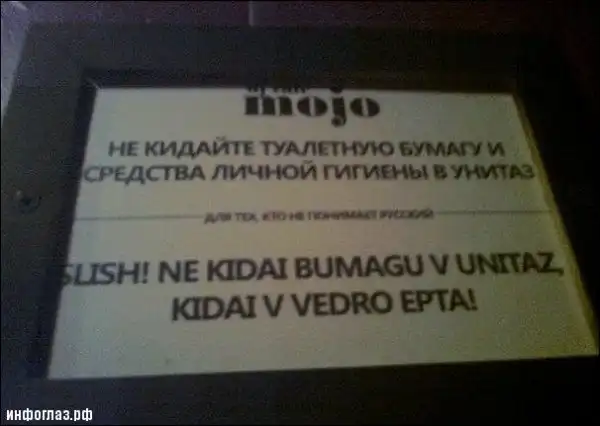 mojo
НЕ КИДАЙТЕ ТУАЛЕТНУЮ БУМАГУ И
СРЕДСТВА ЛИЧНОЙ ГИГИЕНЫ В УНИТАЗ
ДЛЯ ТЕХ, КТО НЕ ПОНИМАЕТ РУССКИЙ
SLISH! NE KIDAI BUMAGU V UNITAZ,
KIDAI V VEDRO EPTA!
инфоглаз.рф